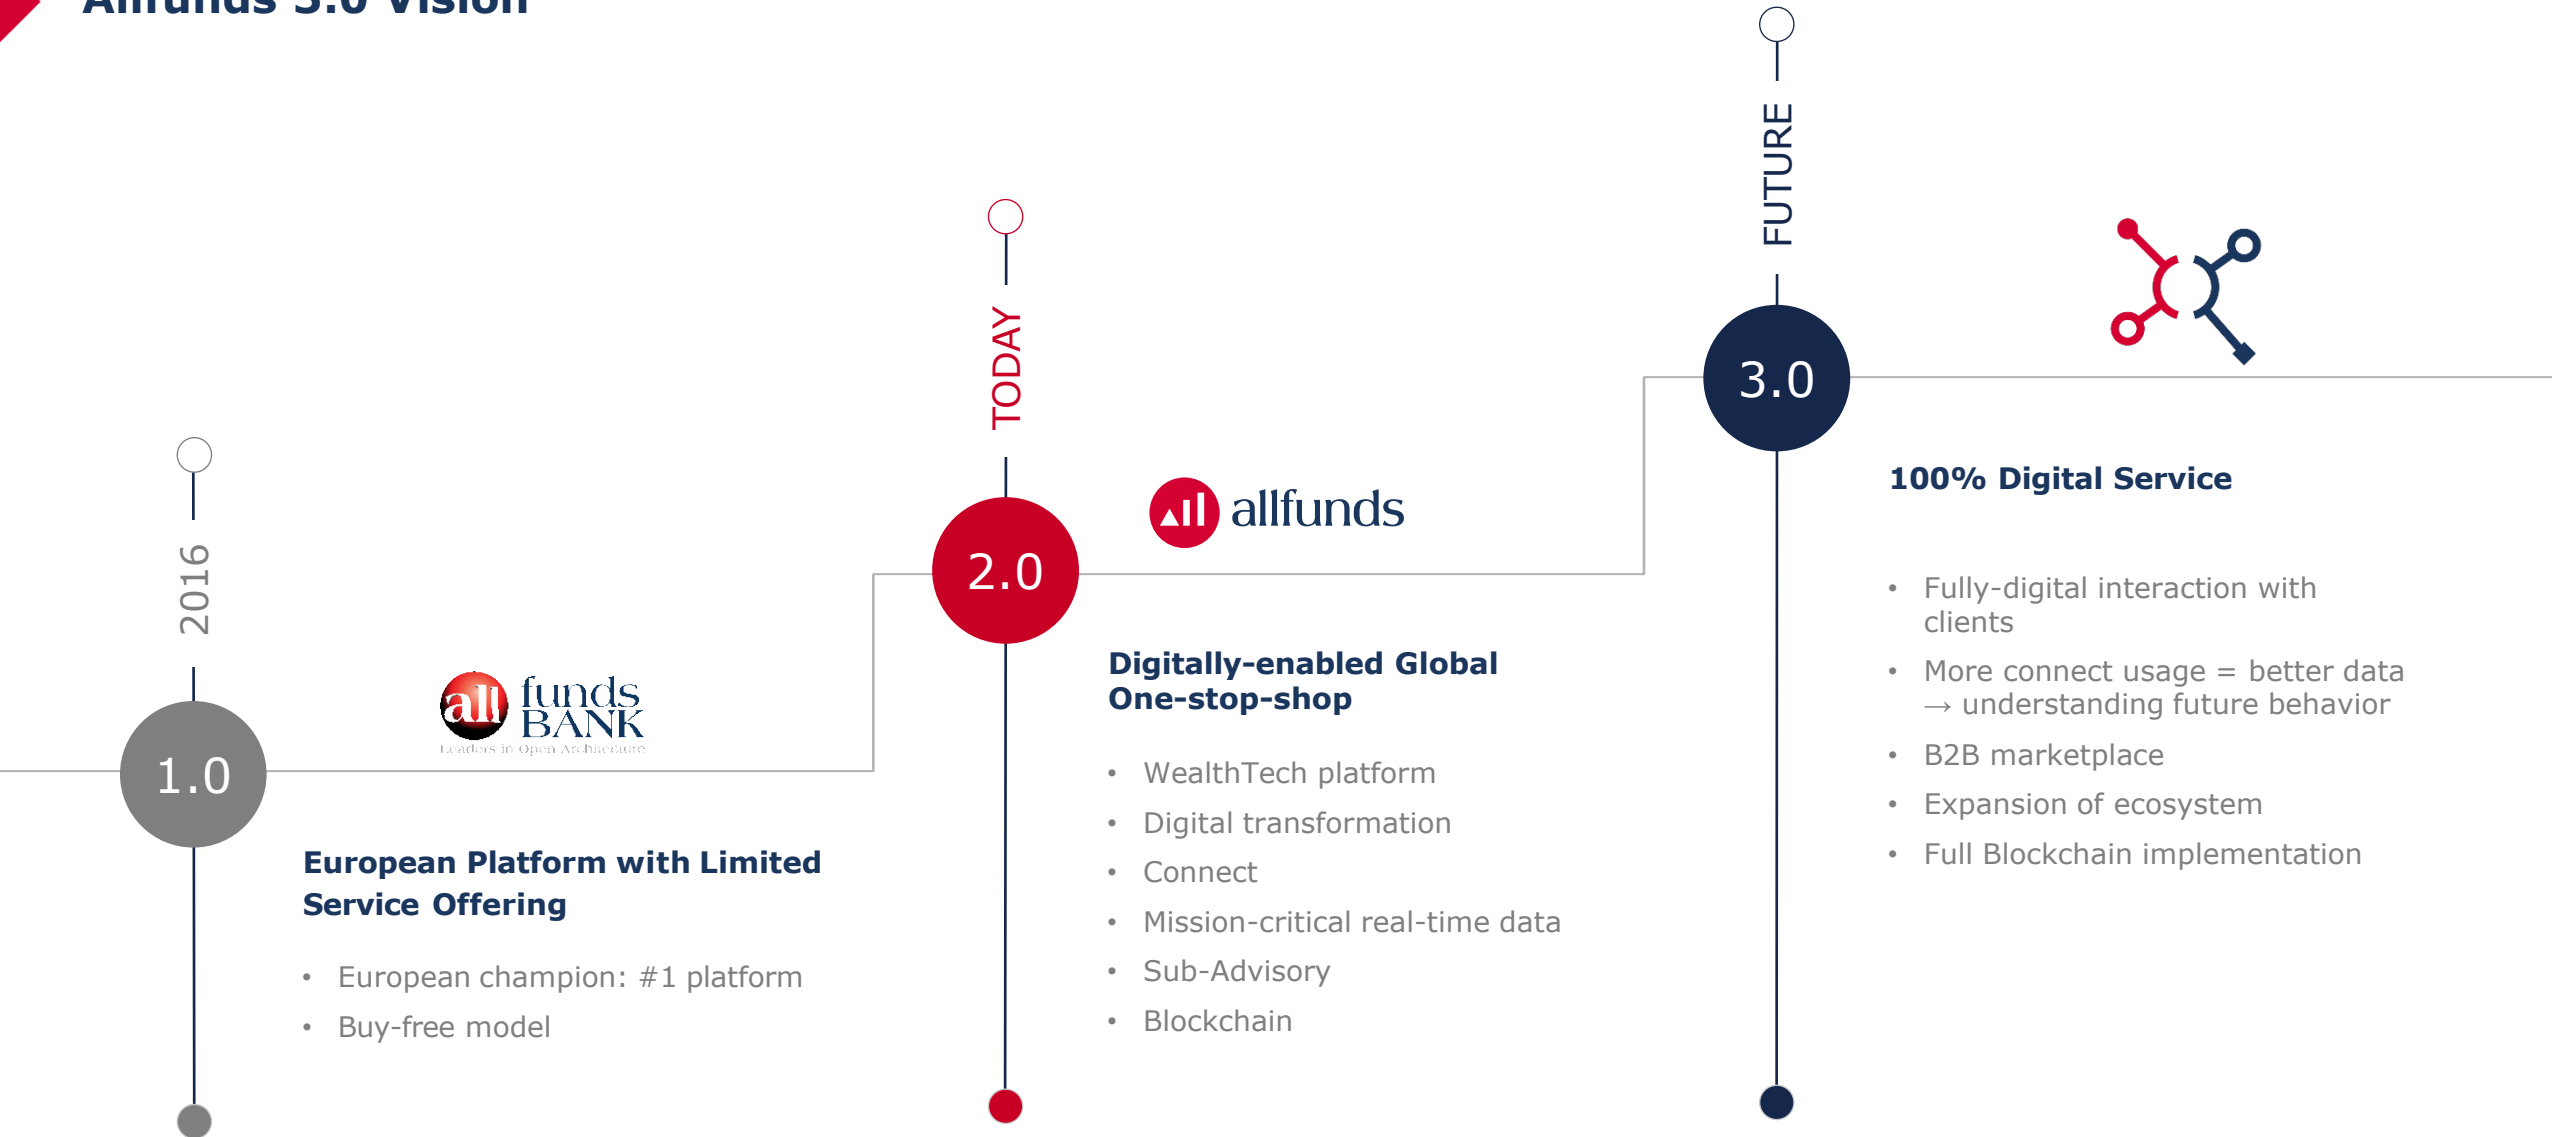 Allfunds 3.0 Vision
2016
1.0
all funds BANK
Leaders in Open Architecture
European Platform with Limited
Service Offering
• European champion: #1 platform
• Buy-free model
TODAY
2.0
allfunds
Digitally-enabled Global
One-stop-shop
• WealthTech platform
• Digital transformation
• Connect
• Mission-critical real-time data
• Sub-Advisory
• Blockchain
FUTURE
3.0
100% Digital Service
• Fully-digital interaction with
clients
• More connect usage = better data
→ understanding future behavior
• B2B marketplace
• Expansion of ecosystem
• Full Blockchain implementation